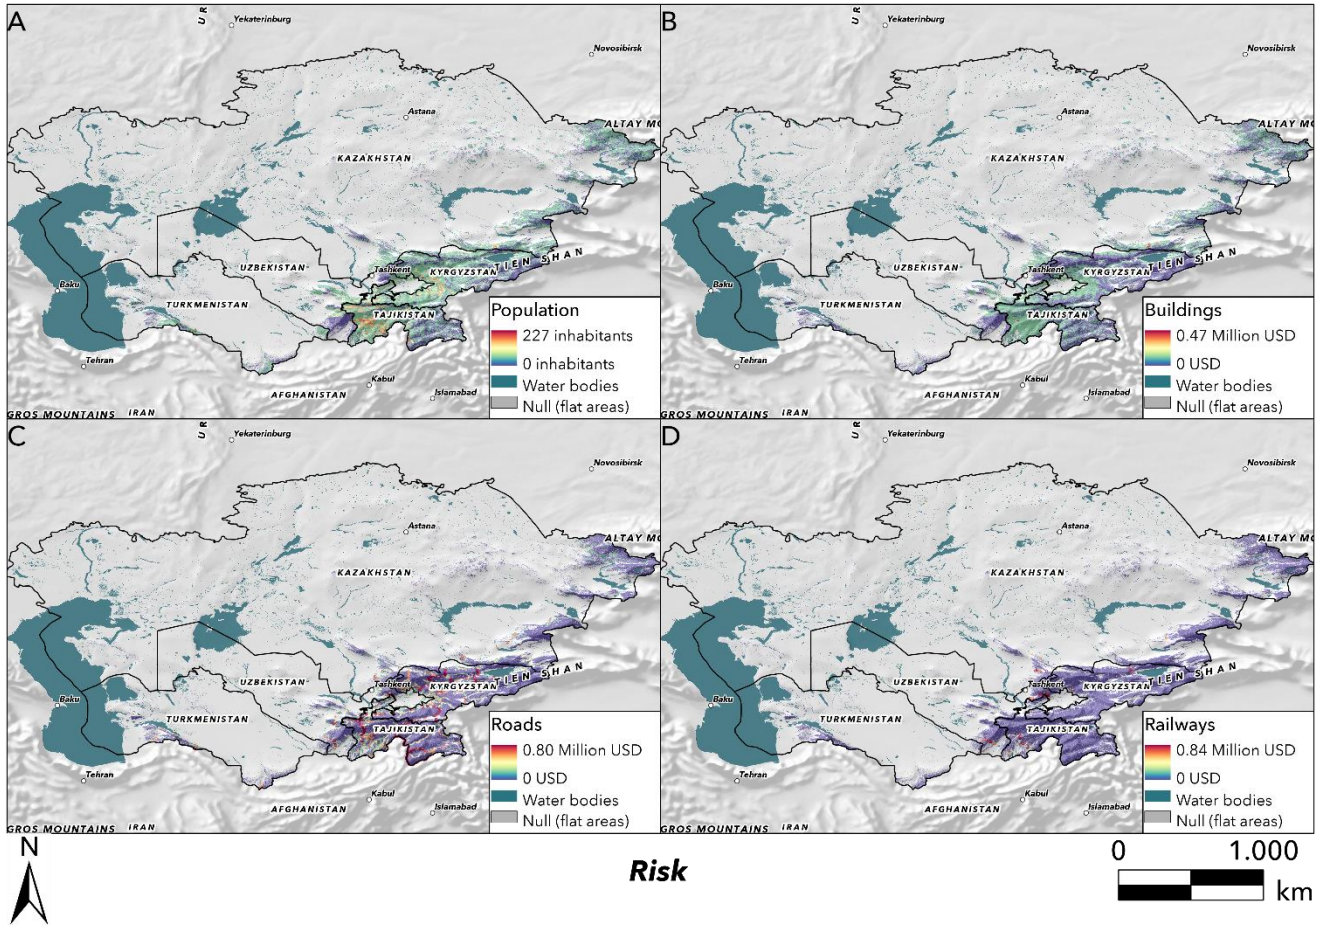 A
U R
Yekaterinburg
Novosibirsk
Astana
ALTAY MO
KAZAKHSTAN
UZBEKISTAN
Tashkent
KYRGYZSTAN
TIEN SHAN
Baku
TURKMENISTAN
TAJIKISTAN
Tehran
Kabul
Islamabad
AFGHANISTAN
GROS MOUNTAINS
IRAN
Population
227 inhabitants
0 inhabitants
Water bodies
Null (flat areas)
B
U R
Yekaterinburg
Novosibirsk
Astana
ALTAY MO
KAZAKHSTAN
UZBEKISTAN
Tashkent
KYRGYZSTAN
TIEN SHAN
Baku
TURKMENISTAN
TAJIKISTAN
Tehran
Kabul
Islamabad
AFGHANISTAN
GROS MOUNTAINS
IRAN
Buildings
0.47 Million USD
0 USD
Water bodies
Null (flat areas)
C
U R
Yekaterinburg
Novosibirsk
Astana
ALTAY MO
KAZAKHSTAN
UZBEKISTAN
Tashkent
KYRGYZSTAN
TIEN SHAN
Baku
TURKMENISTAN
TAJIKISTAN
Tehran
Kabul
Islamabad
AFGHANISTAN
GROS MOUNTAINS
IRAN
Roads
0.80 Million USD
0 USD
Water bodies
Null (flat areas)
D
U R
Yekaterinburg
Novosibirsk
Astana
ALTAY MO
KAZAKHSTAN
UZBEKISTAN
Tashkent
KYRGYZSTAN
TIEN SHAN
Baku
TURKMENISTAN
TAJIKISTAN
Tehran
Kabul
Islamabad
AFGHANISTAN
GROS MOUNTAINS
IRAN
Railways
0.84 Million USD
0 USD
Water bodies
Null (flat areas)
N
Risk
0 1.000
km